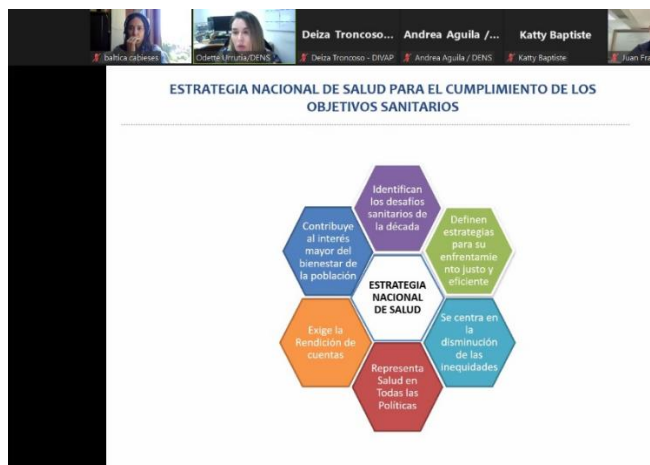 Deiza Troncoso...
Andrea Aguila /...
Katty Baptiste
baltica cabieses
Odette Urrutia/DENS
Deiza Troncoso - DIVAP
Andrea Aguila / DENS
Katty Baptiste
Juan Fra
ESTRATEGIA NACIONAL DE SALUD PARA EL CUMPLIMIENTO DE LOS
OBJETIVOS SANITARIOS
Identifican
los desafíos
sanitarios de
la década
Definen
estrategias
para su
enfrentamie
nto justo y
eficiente
Se centra en
la
disminución
de las
inequidades
Representa
Salud en
Todas las
Políticas
Exige la
Rendición de
cuentas
Contribuye
al interés
mayor del
bienestar de
la población
ESTRATEGIA
NACIONAL
DE SALUD